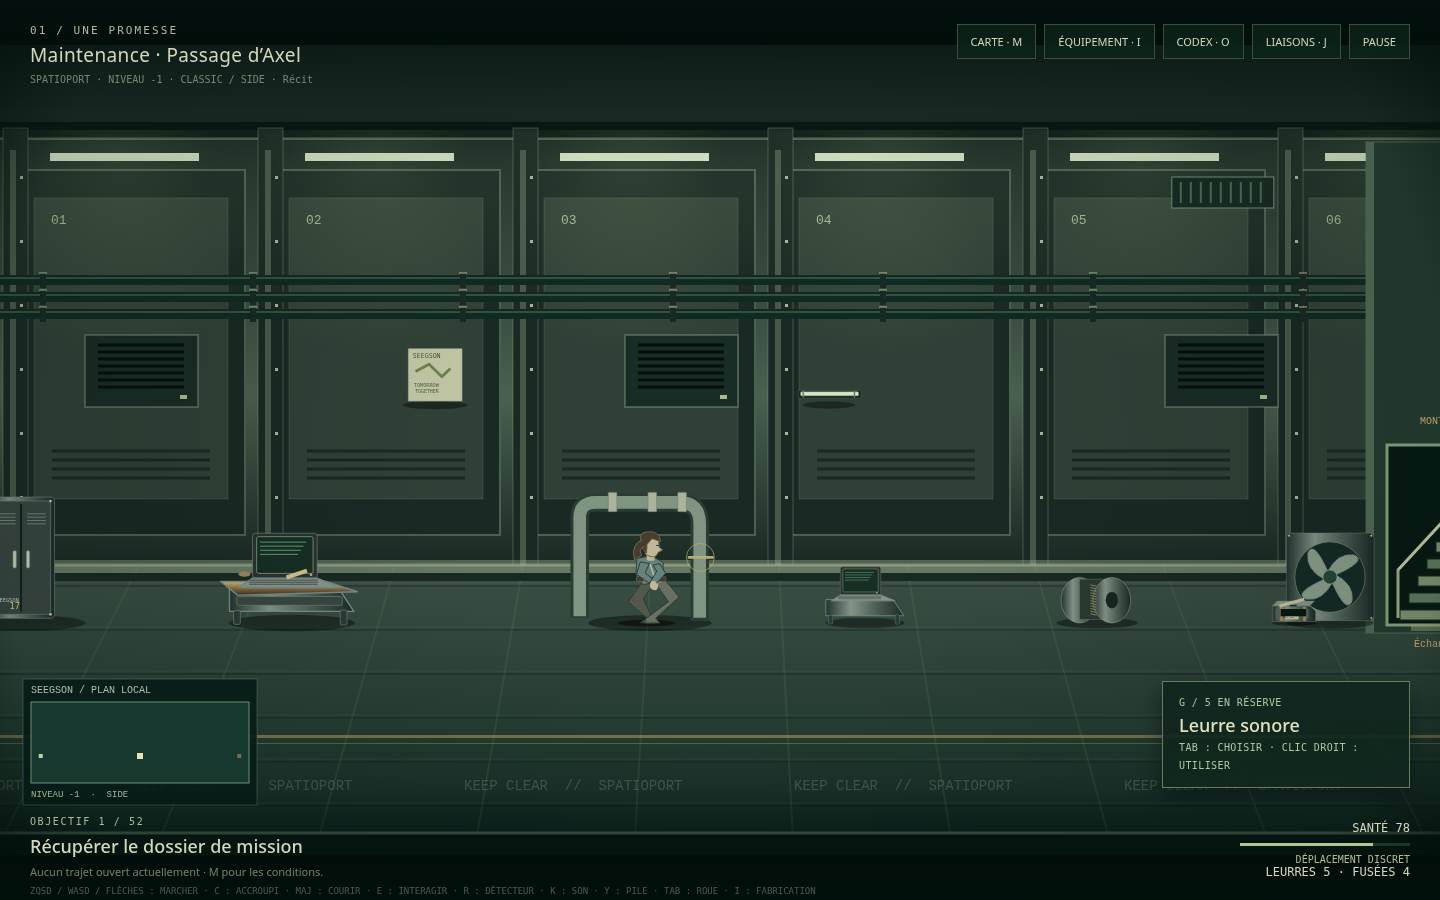 01 / UNE PROMESSE
Maintenance · Passage d’Axel
SPATIOPORT · NIVEAU -1 · CLASSIC / SIDE · Récit
CARTE · M
ÉQUIPEMENT · I
CODEX · O
LIAISONS · J
PAUSE
01
02
03
04
05
06
SEEGSON
TOMORROW
TOGETHER
MONT
17
Échan
SEEGSON / PLAN LOCAL
NIVEAU -1 · SIDE
G / 5 EN RÉSERVE
Leurre sonore
TAB : CHOISIR · CLIC DROIT :
UTILISER
SPATIOPORT KEEP CLEAR // SPATIOPORT KEEP CLEAR // SPATIOPORT KEEP
OBJECTIF 1 / 52
Récupérer le dossier de mission
Aucun trajet ouvert actuellement · M pour les conditions.
ZQSD / WASD / FLÈCHES : MARCHER · C : ACCROUPI · MAJ : COURIR · E : INTERAGIR · R : DÉTECTEUR · K : SON · Y : PILE · TAB : ROUE · I : FABRICATION
SANTÉ 78
DÉPLACEMENT DISCRET
LEURRES 5 · FUSÉES 4